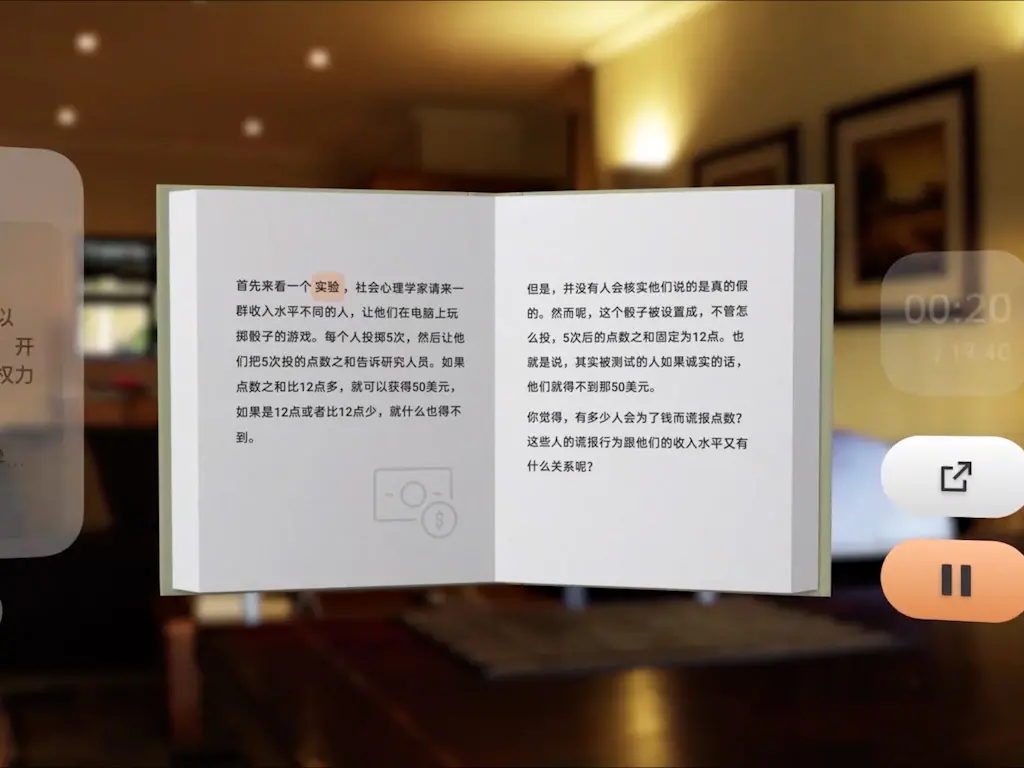 以
开
权力
首先来看一个实验，社会心理学家请来一
群收入水平不同的人，让他们在电脑上玩
掷骰子的游戏。每个人投掷5次，然后让他
们把5次投的点数之和告诉研究人员。如果
点数之和比12点多，就可以获得50美元，
如果是12点或者比12点少，就什么也得不
到。
但是，并没有人会核实他们说的是真的假
的。然而呢，这个骰子被设置成，不管怎
么投，5次后的点数之和固定为12点。也
就是说，其实被测试的人如果诚实的话，
他们就得不到那50美元。
你觉得，有多少人会为了钱而谎报点数？
这些人的谎报行为跟他们的收入水平又有
什么关系呢？
00:20
/ 17:40